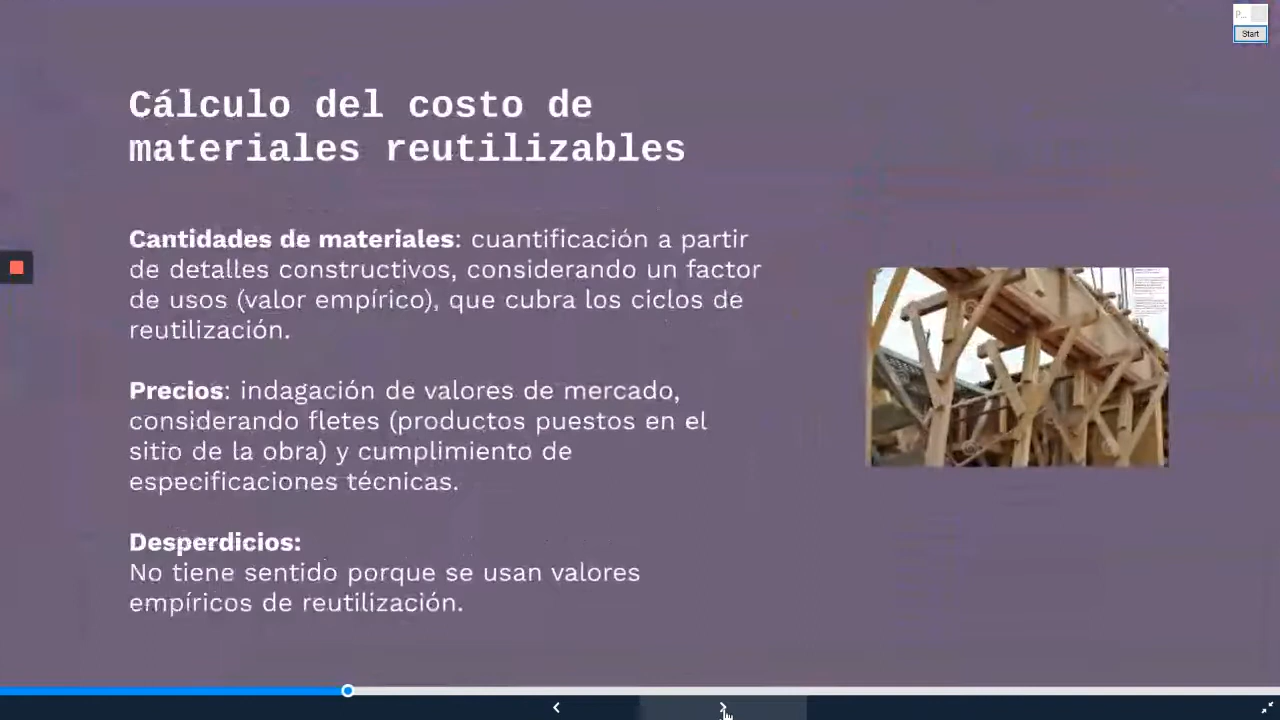 P...
Start
Cálculo del costo de
materiales reutilizables
Cantidades de materiales: cuantificación a partir
de detalles constructivos, considerando un factor
de usos (valor empírico), que cubra los ciclos de
reutilización.
Precios: indagación de valores de mercado,
considerando fletes (productos puestos en el
sitio de la obra) y cumplimiento de
especificaciones técnicas.
Desperdicios:
No tiene sentido porque se usan valores
empíricos de reutilización.